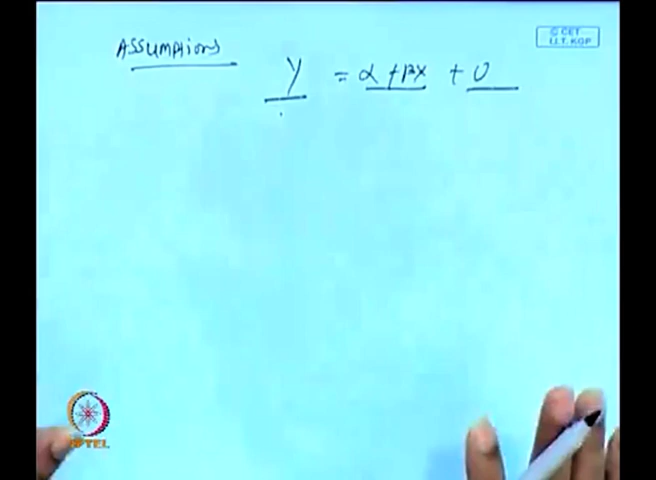 ASSUMPTIONS
© CET
I.I.T. KGP
Y = α + βx + U
NPTEL